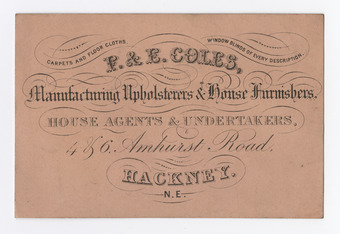 CARPETS AND FLOOR CLOTHS.
WINDOW BLINDS OF EVERY DESCRIPTION.
F. & E. COLES,
Manufacturing Upholsterers & House Furnishers.
HOUSE AGENTS & UNDERTAKERS,
4 & 6. Amhurst Road.
HACKNEY.
N.E.